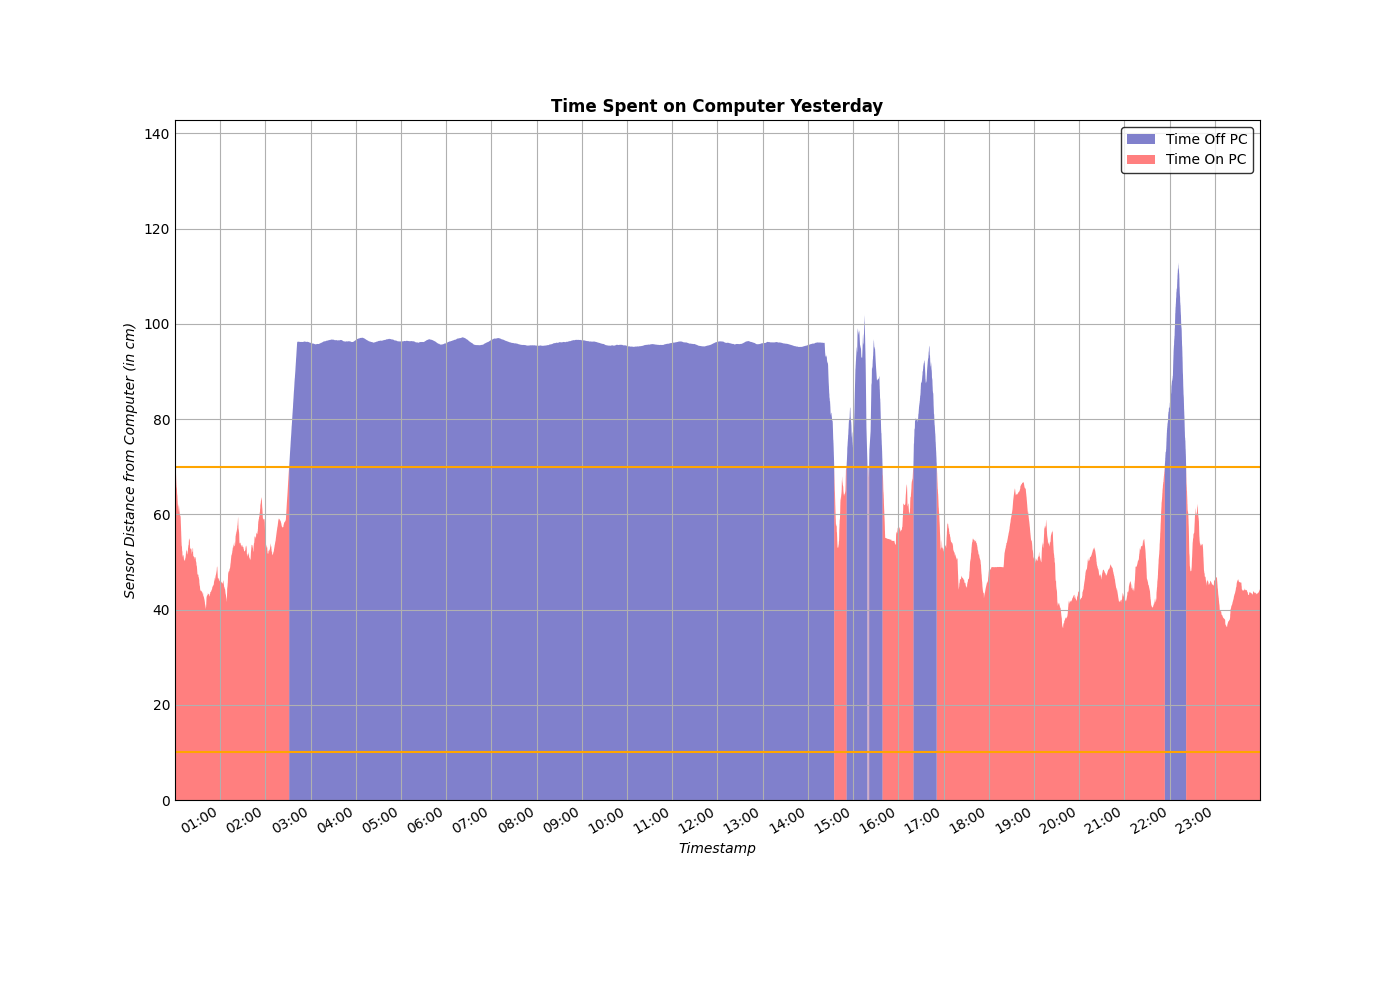 Time Spent on Computer Yesterday
Time Off PC
Time On PC
140
120
100
80
60
40
20
0
Sensor Distance from Computer (in cm)
01:00 02:00 03:00 04:00 05:00 06:00 07:00 08:00 09:00 10:00 11:00 12:00 13:00 14:00 15:00 16:00 17:00 18:00 19:00 20:00 21:00 22:00 23:00
Timestamp